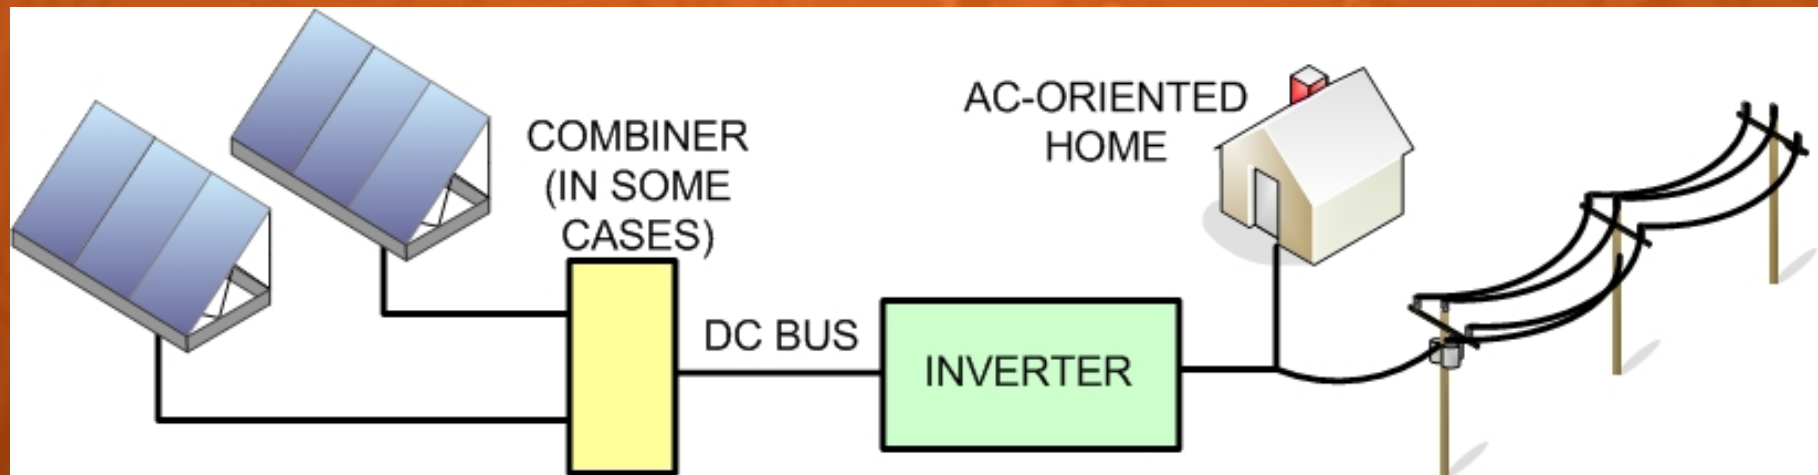 COMBINER
(IN SOME
CASES)
DC BUS
INVERTER
AC-ORIENTED
HOME